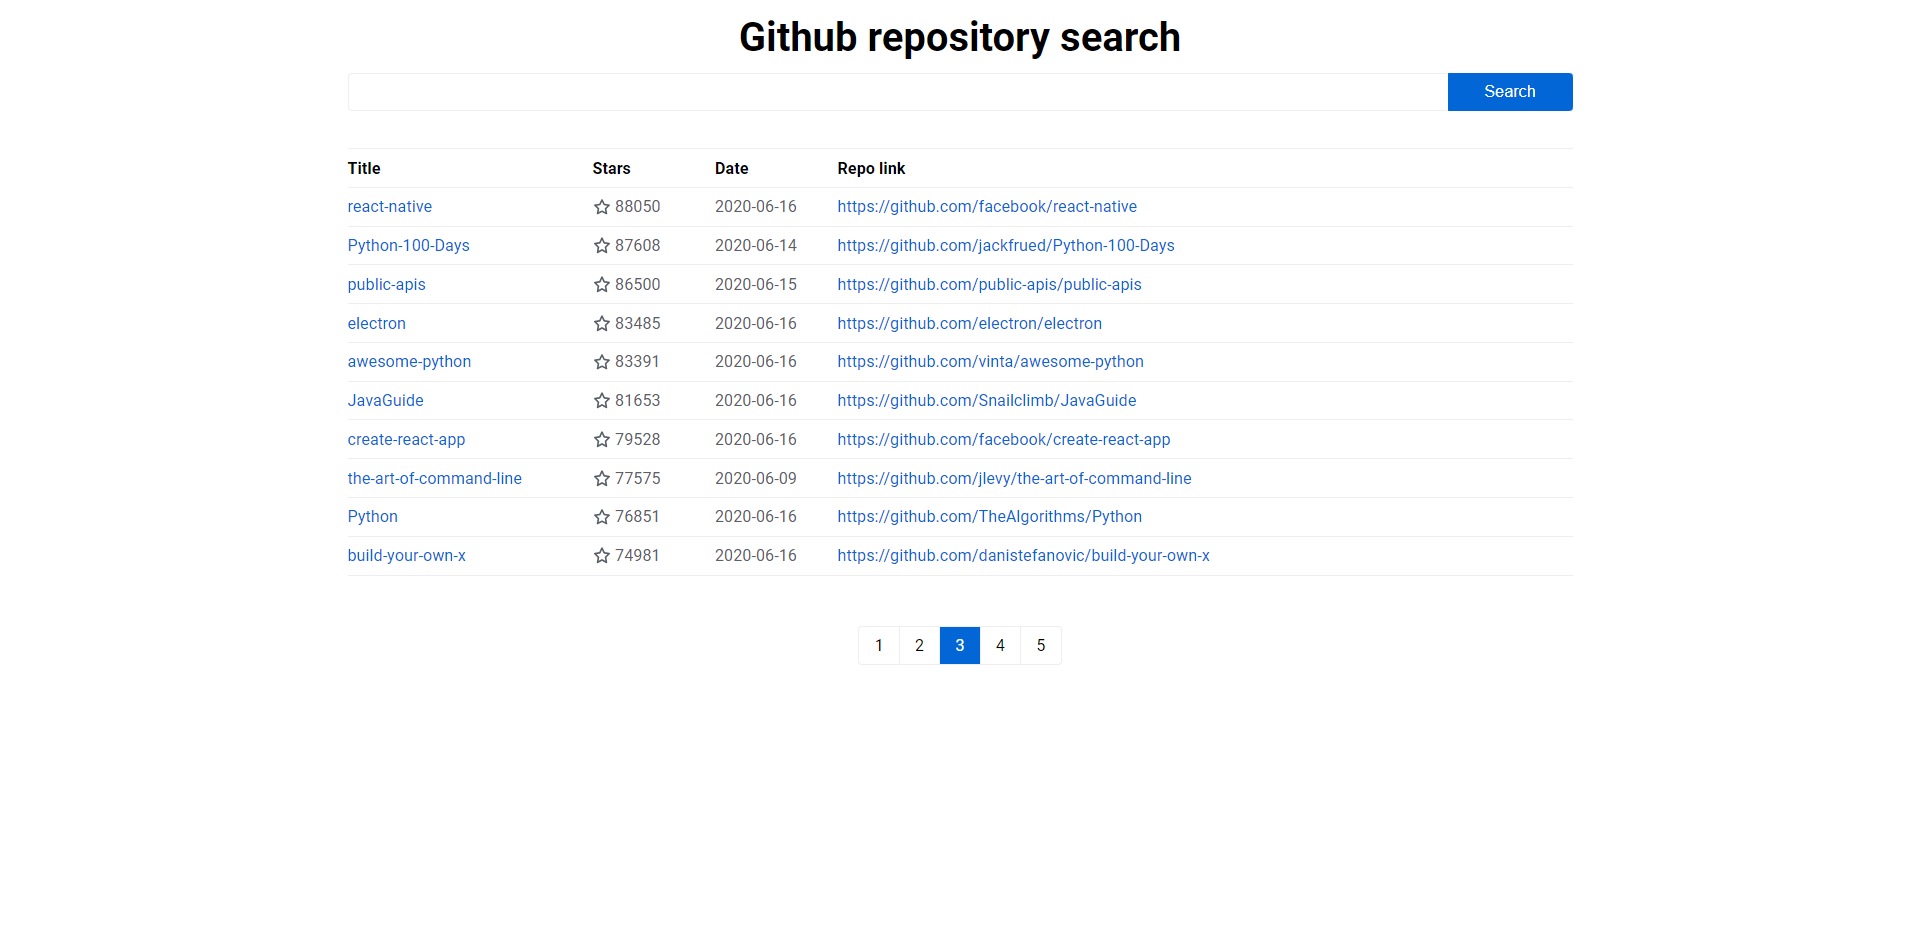 Github repository search
Search
Title Stars Date Repo link
react-native 88050 2020-06-16 https://github.com/facebook/react-native
Python-100-Days 87608 2020-06-14 https://github.com/jackfrued/Python-100-Days
public-apis 86500 2020-06-15 https://github.com/public-apis/public-apis
electron 83485 2020-06-16 https://github.com/electron/electron
awesome-python 83391 2020-06-16 https://github.com/vinta/awesome-python
JavaGuide 81653 2020-06-16 https://github.com/Snailclimb/JavaGuide
create-react-app 79528 2020-06-16 https://github.com/facebook/create-react-app
the-art-of-command-line 77575 2020-06-09 https://github.com/jlevy/the-art-of-command-line
Python 76851 2020-06-16 https://github.com/TheAlgorithms/Python
build-your-own-x 74981 2020-06-16 https://github.com/danistefanovic/build-your-own-x
1 2 3 4 5